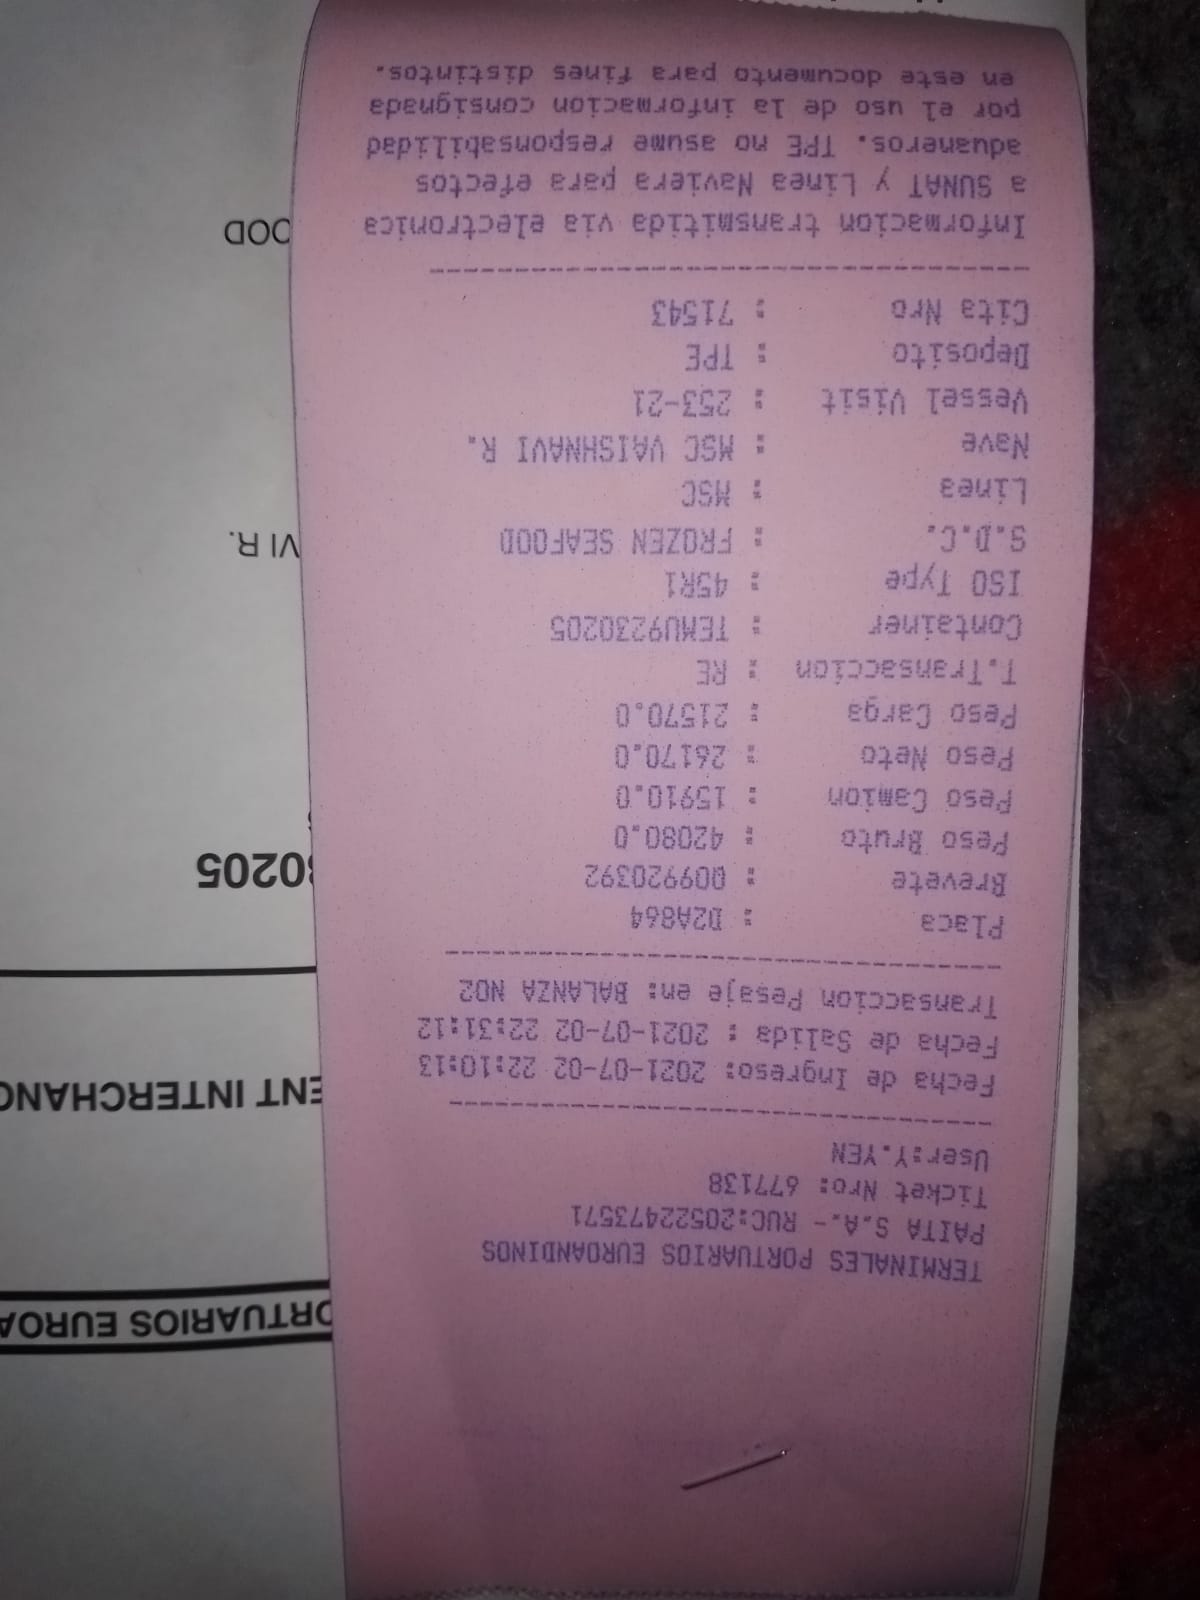 TERMINALES PORTUARIOS EUROANDINOS
PAITA S.A.- RUC:20522473571
Ticket Nro: 677138
User:Y.YEN
------------------------------------
Fecha de Ingreso: 2021-07-02 22:10:13
Fecha de Salida : 2021-07-02 22:31:12
Transaccion Pesaje en: BALANZA N02
------------------------------------
Placa : D2A864
Brevete : Q09920392
Peso Bruto : 42080.0
Peso Camion : 15910.0
Peso Neto : 26170.0
Peso Carga : 21570.0
T.Transaccion : RE
Container : TEMU9230205
ISO Type : 45R1
S.D.C. : FROZEN SEAFOOD
Linea : MSC
Nave : MSC VAISHNAVI R.
Vessel Visit : 253-21
Deposito : TPE
Cita Nro : 71543
------------------------------------
Informacion transmitida via electronica
a SUNAT y Linea Naviera para efectos
aduaneros. TPE no asume responsabilidad
por el uso de la informacion consignada
en este documento para fines distintos.
ORTUARIOS EUROA
ENT INTERCHANG
30205
VI R.
OOD